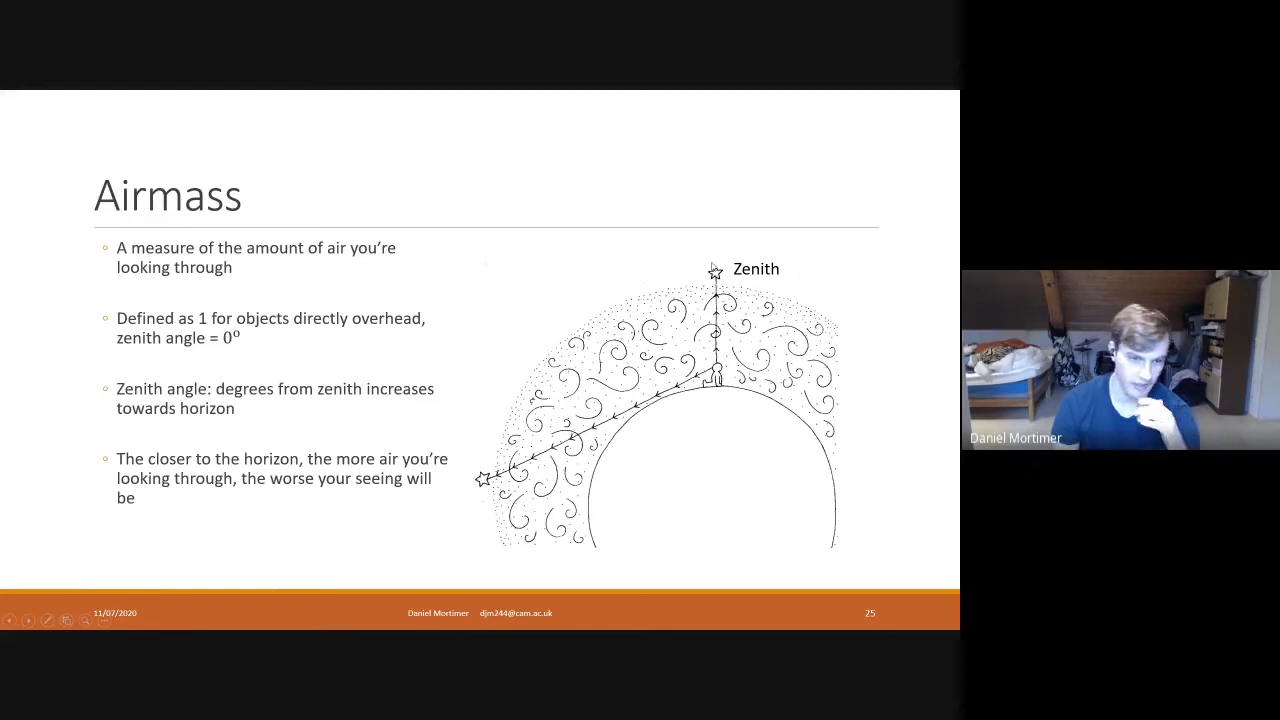 Airmass
◦ A measure of the amount of air you’re
looking through
◦ Defined as 1 for objects directly overhead,
zenith angle = 0°
◦ Zenith angle: degrees from zenith increases
towards horizon
◦ The closer to the horizon, the more air you’re
looking through, the worse your seeing will
be
Zenith
11/07/2020
Daniel Mortimer djm244@cam.ac.uk
25
Daniel Mortimer